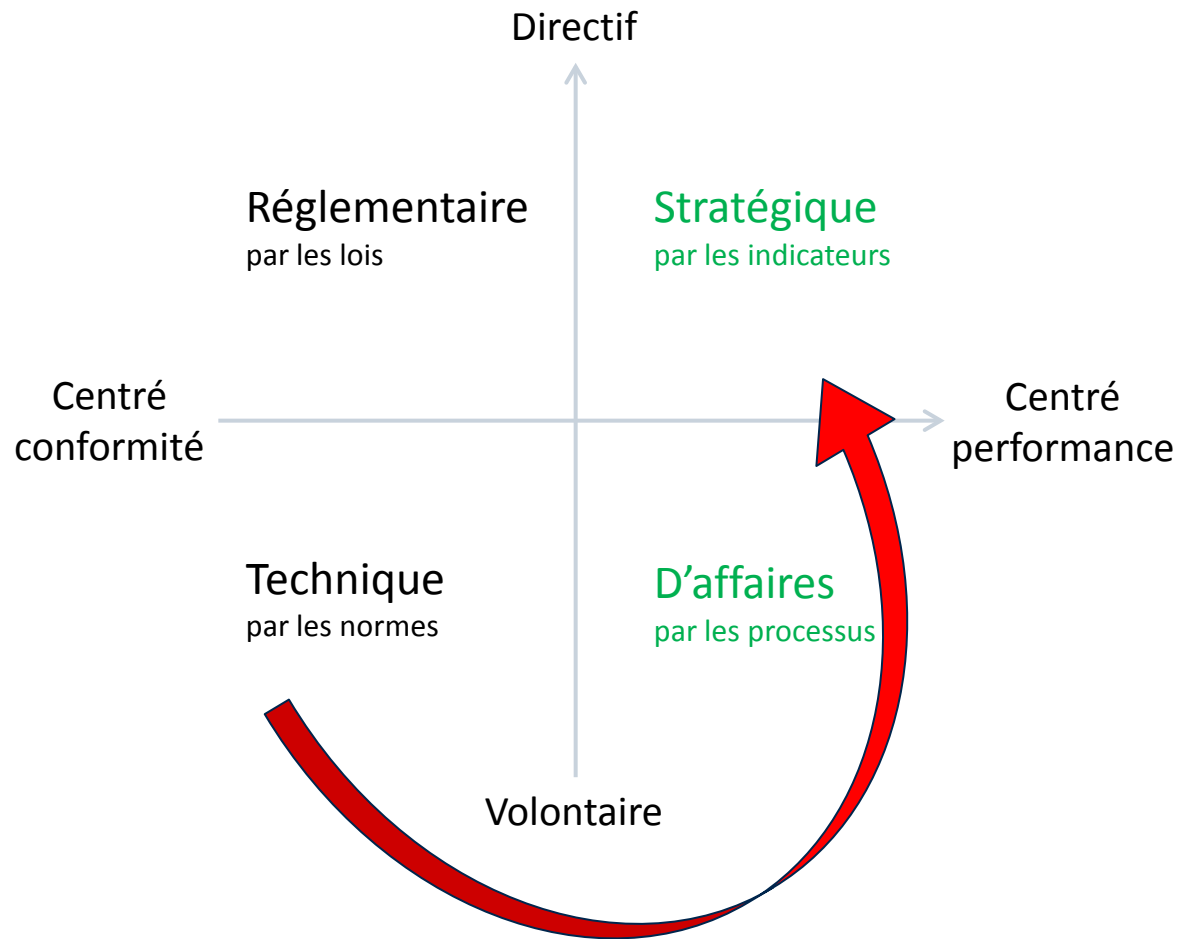 Directif
Réglementaire
par les lois
Stratégique
par les indicateurs
Centré
conformité
Centré
performance
Technique
par les normes
D’affaires
par les processus
Volontaire